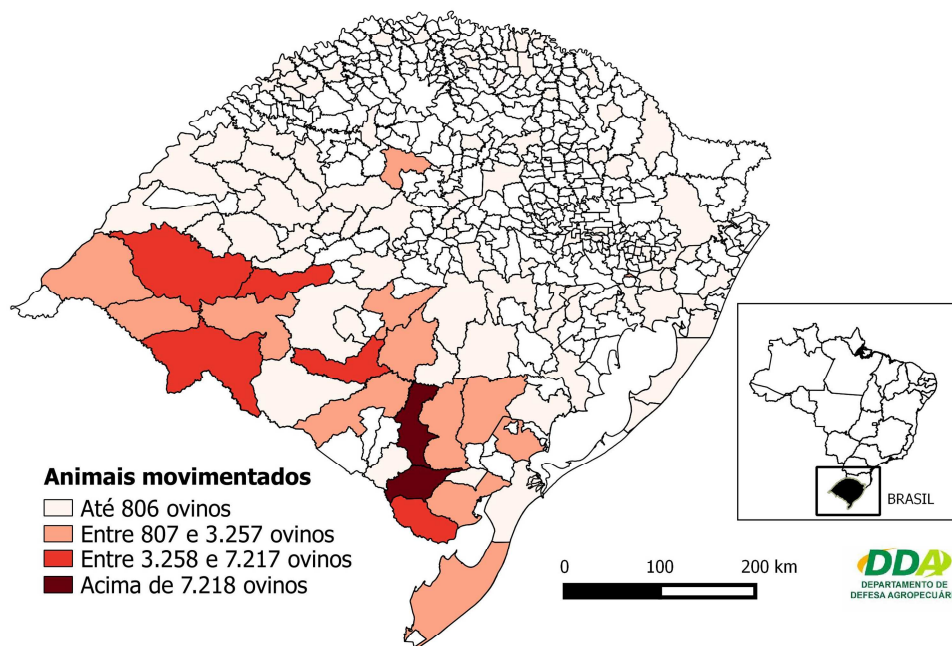 Animais movimentados
Até 806 ovinos
Entre 807 e 3.257 ovinos
Entre 3.258 e 7.217 ovinos
Acima de 7.218 ovinos
0 100 200 km
BRASIL
DDA
DEPARTAMENTO DE
DEFESA AGROPECUÁRI